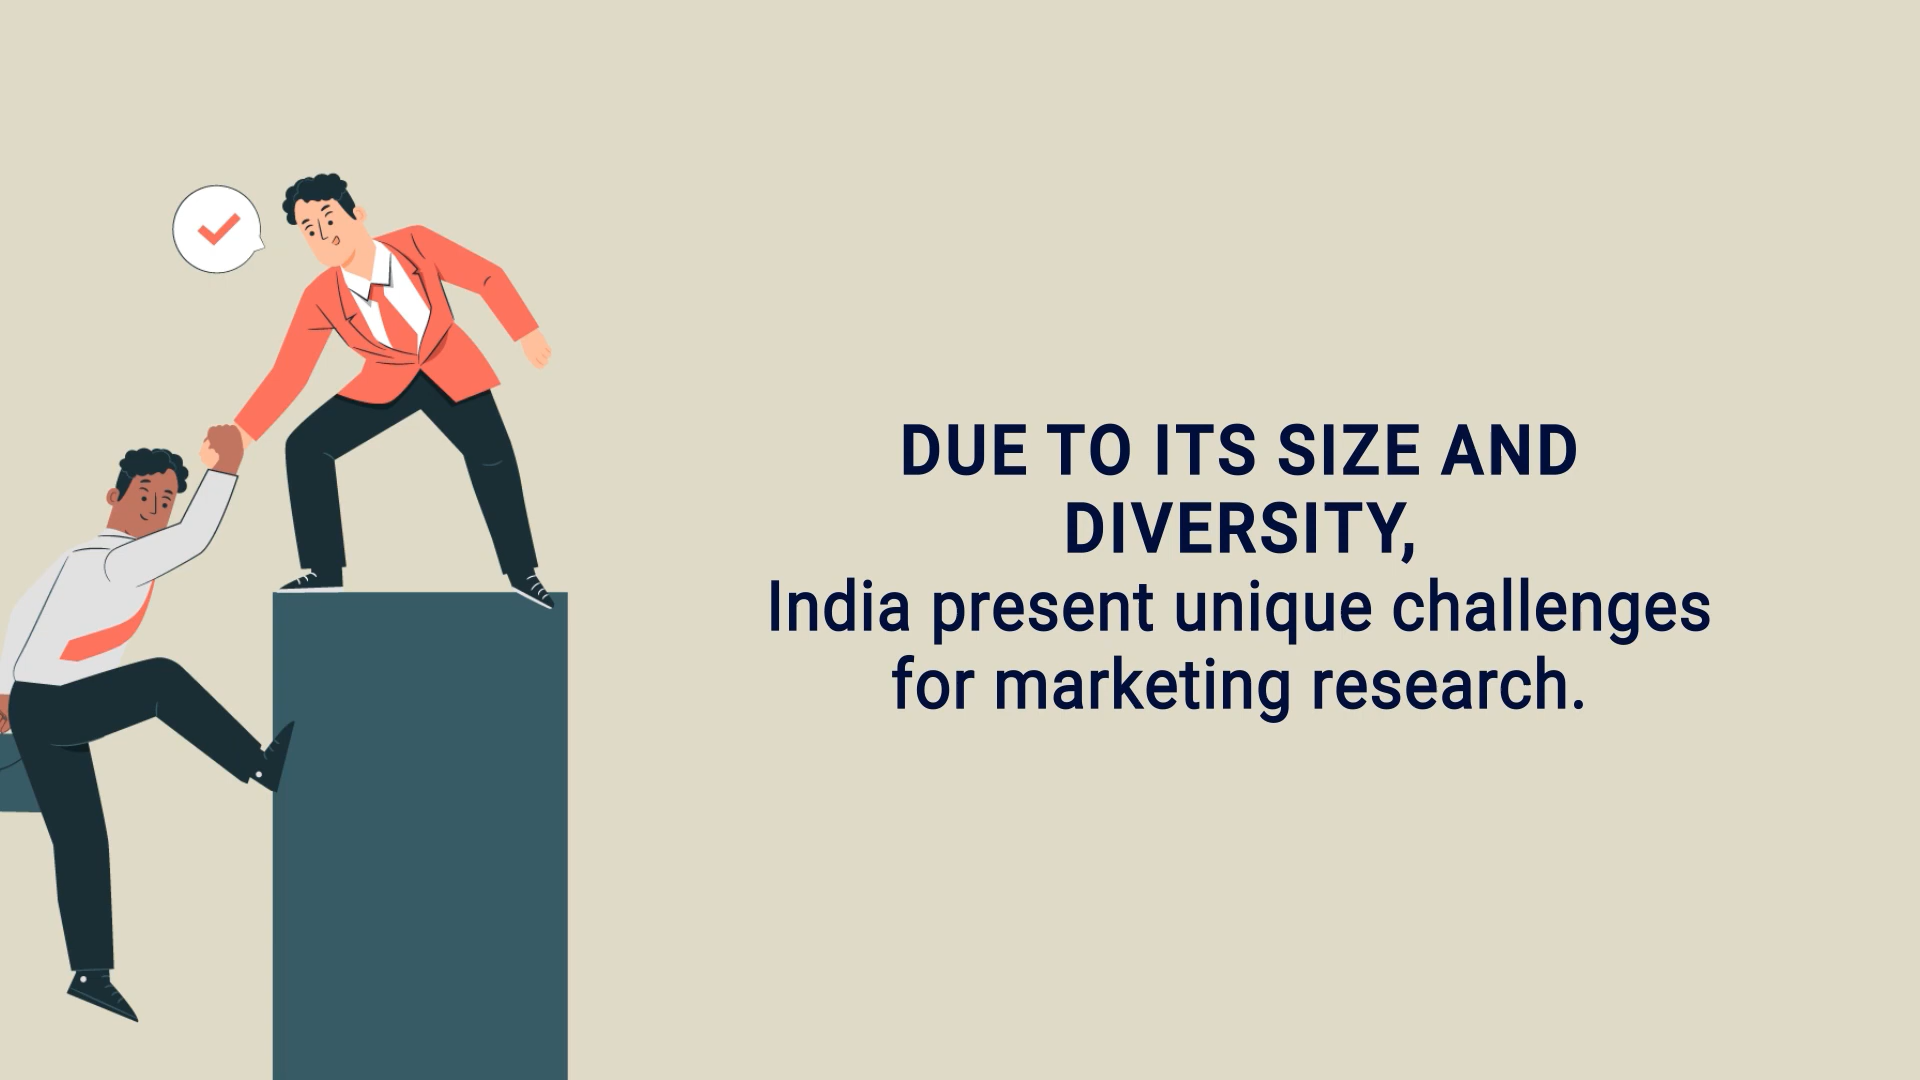 DUE TO ITS SIZE AND
DIVERSITY,
India present unique challenges
for marketing research.